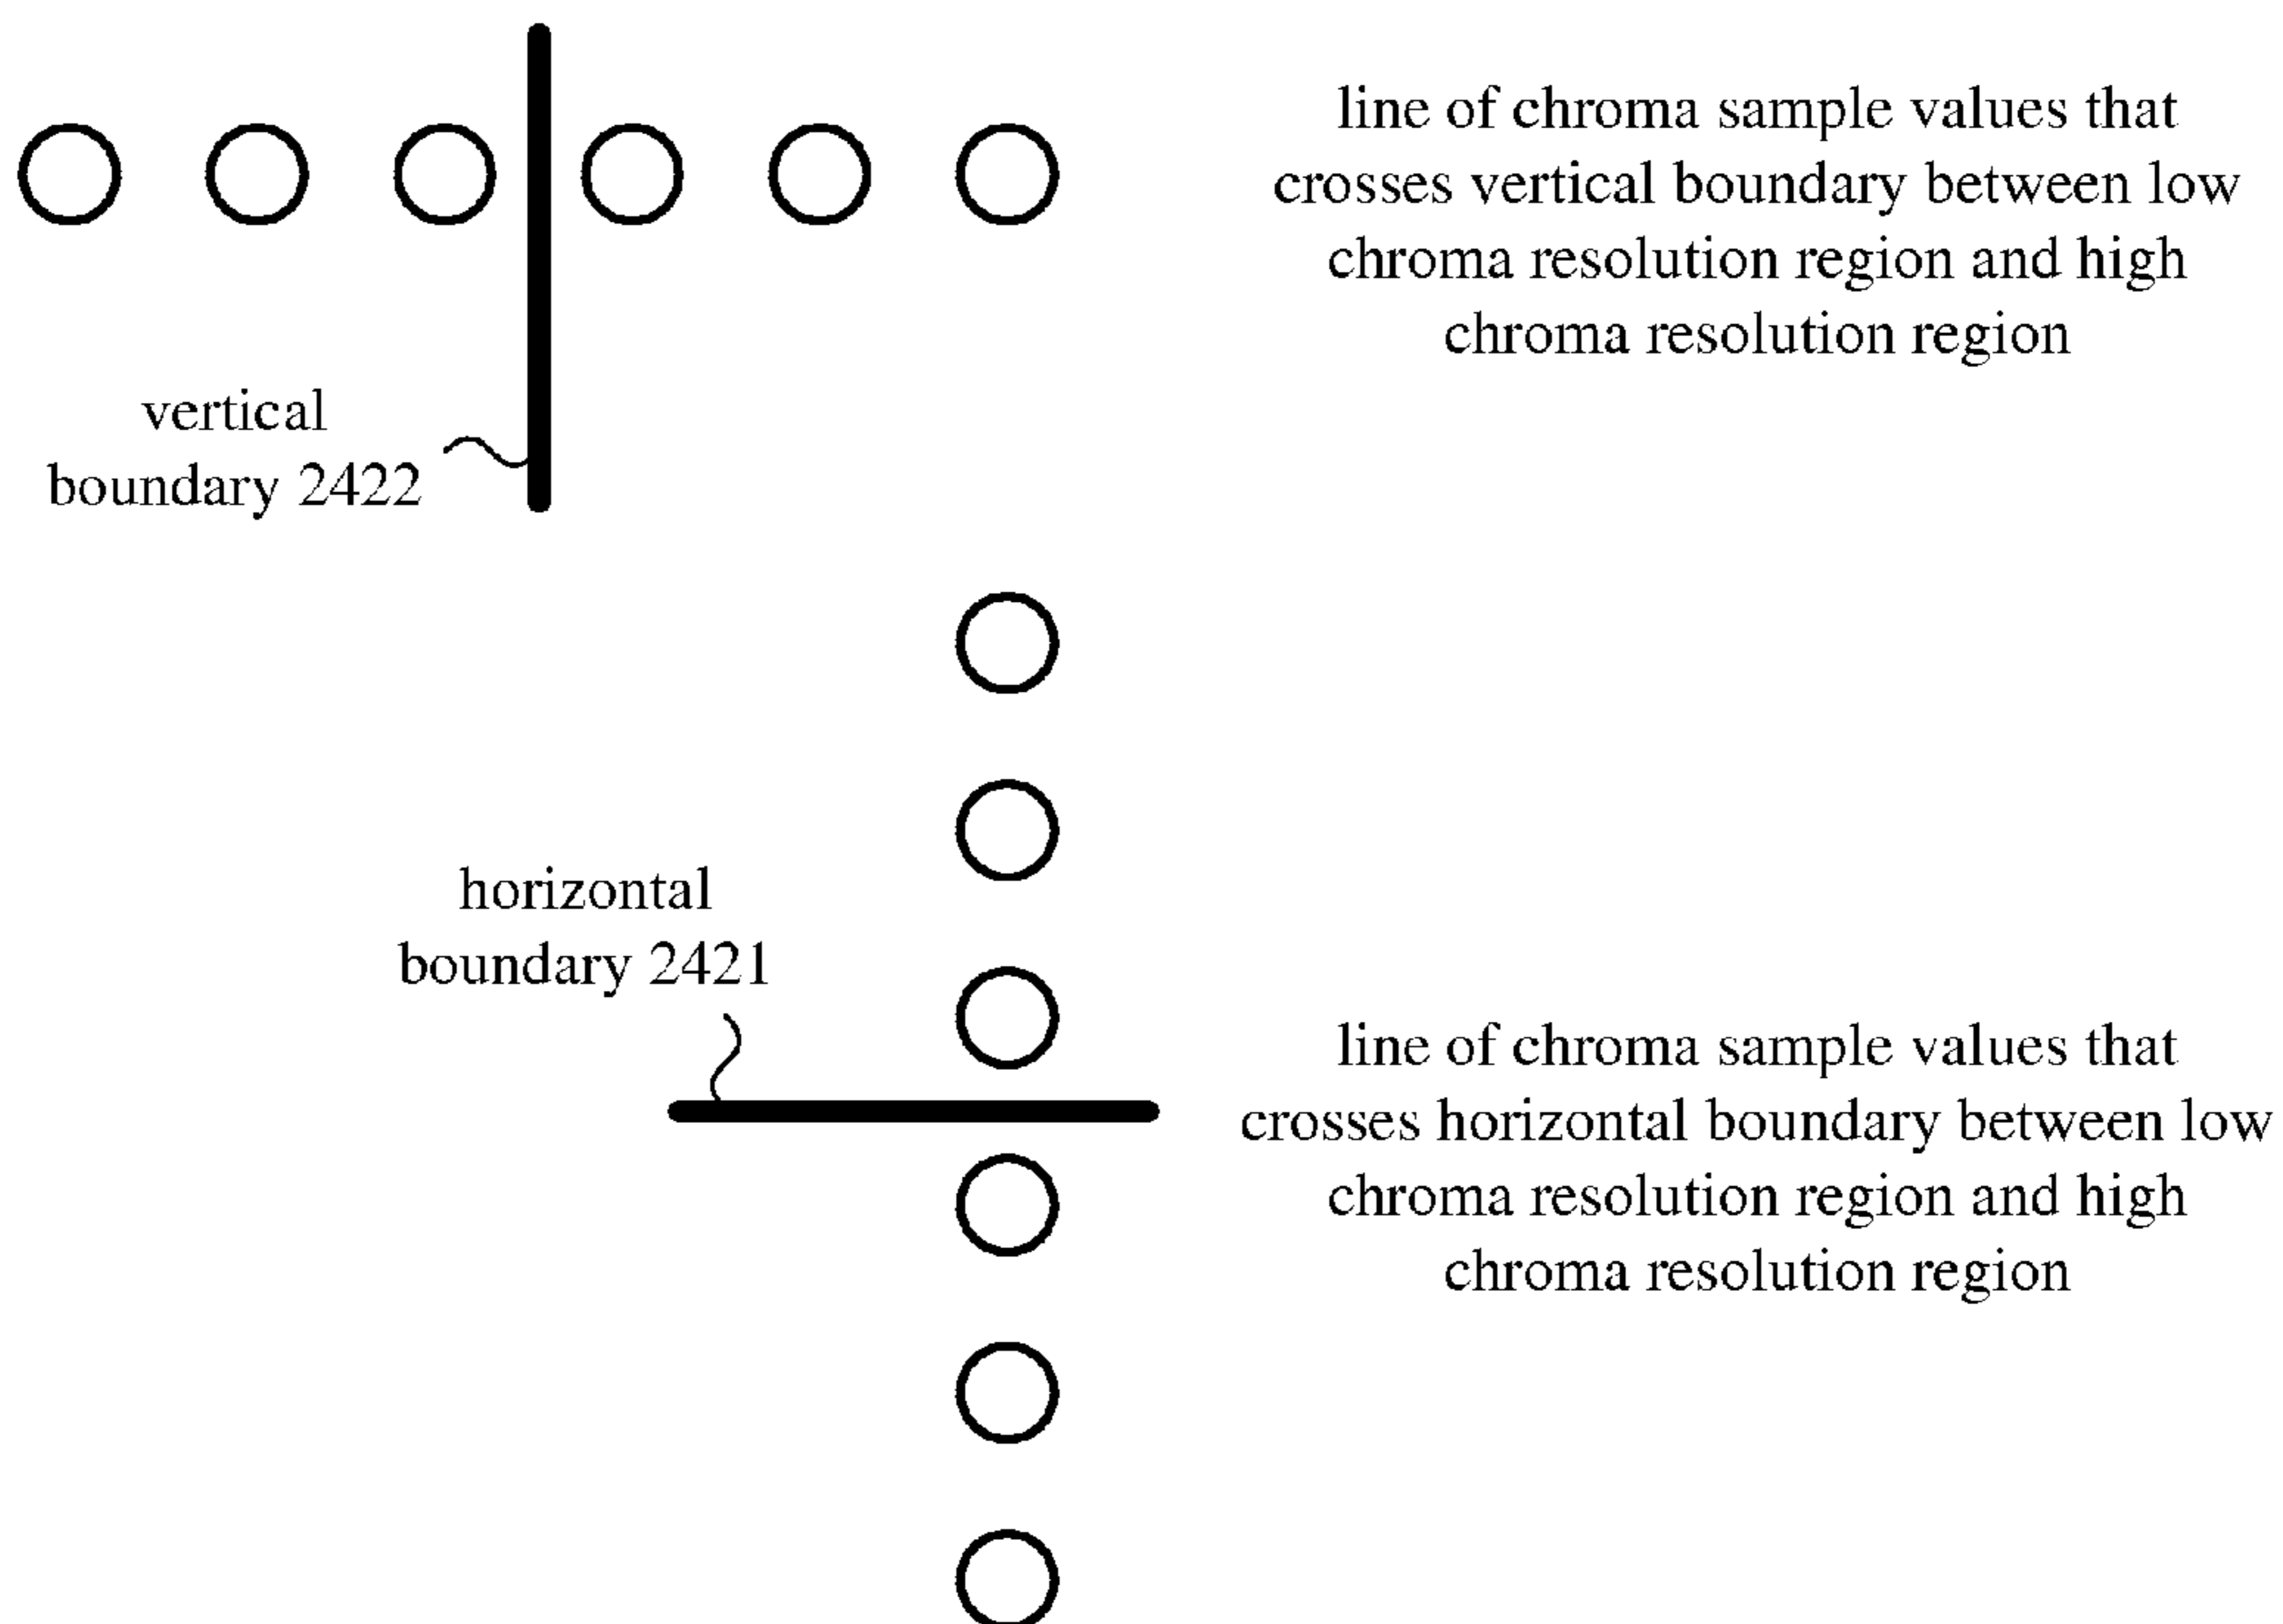 line of chroma sample values that
crosses vertical boundary between low
chroma resolution region and high
chroma resolution region
vertical
boundary 2422
horizontal
boundary 2421
line of chroma sample values that
crosses horizontal boundary between low
chroma resolution region and high
chroma resolution region